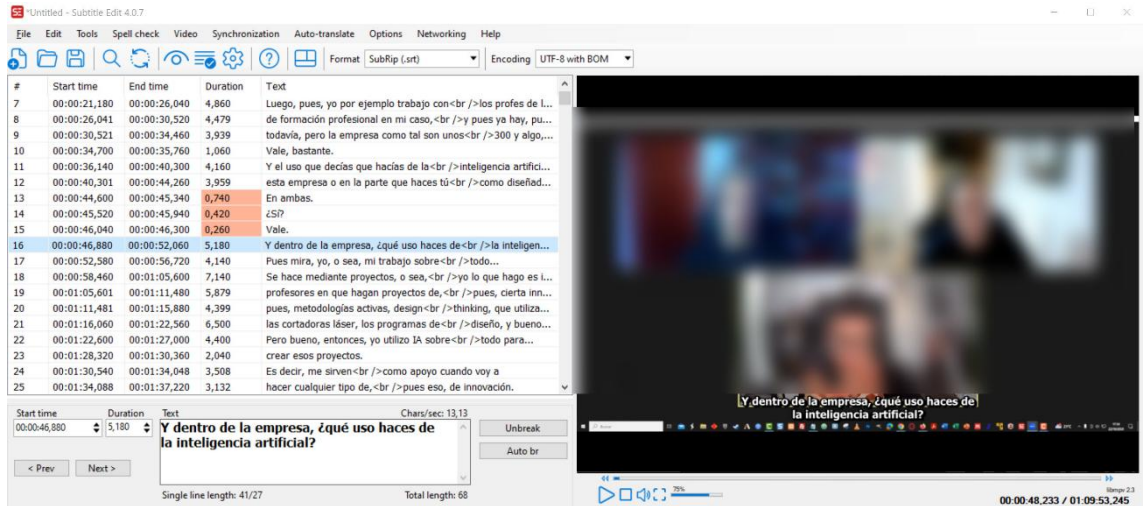 *Untitled - Subtitle Edit 4.0.7
File Edit Tools Spell check Video Synchronization Auto-translate Options Networking Help
Format SubRip (.srt) Encoding UTF-8 with BOM
# Start time End time Duration Text
7 00:00:21,180 00:00:26,040 4,860 Luego, pues, yo por ejemplo trabajo con<br />los profes de l...
8 00:00:26,041 00:00:30,520 4,479 de formación profesional en mi caso,<br />y pues ya hay, pu...
9 00:00:30,521 00:00:34,460 3,939 todavía, pero la empresa como tal son unos<br />300 y algo,...
10 00:00:34,700 00:00:35,760 1,060 Vale, bastante.
11 00:00:36,140 00:00:40,300 4,160 Y el uso que decías que hacías de la<br />inteligencia artifici...
12 00:00:40,301 00:00:44,260 3,959 esta empresa o en la parte que haces tú<br />como diseñad...
13 00:00:44,600 00:00:45,340 0,740 En ambas.
14 00:00:45,520 00:00:45,940 0,420 ¿Sí?
15 00:00:46,040 00:00:46,300 0,260 Vale.
16 00:00:46,880 00:00:52,060 5,180 Y dentro de la empresa, ¿qué uso haces de<br />la inteligen...
17 00:00:52,580 00:00:56,720 4,140 Pues mira, yo, o sea, mi trabajo sobre<br />todo...
18 00:00:58,460 00:01:05,600 7,140 Se hace mediante proyectos, o sea,<br />yo lo que hago es i...
19 00:01:05,601 00:01:11,480 5,879 profesores en que hagan proyectos de,<br />pues, cierta inn...
20 00:01:11,481 00:01:15,880 4,399 pues, metodologías activas, design<br />thinking, que utiliza...
21 00:01:16,060 00:01:22,560 6,500 las cortadoras láser, los programas de<br />diseño, y bueno...
22 00:01:22,600 00:01:27,000 4,400 Pero bueno, entonces, yo utilizo IA sobre<br />todo para...
23 00:01:28,320 00:01:30,360 2,040 crear esos proyectos.
24 00:01:30,540 00:01:34,048 3,508 Es decir, me sirven<br />como apoyo cuando voy a
25 00:01:34,088 00:01:37,220 3,132 hacer cualquier tipo de,<br />pues eso, de innovación.
Start time Duration Text Chars/sec: 13,13
00:00:46,880 5,180
Y dentro de la empresa, ¿qué uso haces de
la inteligencia artificial?
Unbreak
Auto br
< Prev Next >
Single line length: 41/27 Total length: 68
Y dentro de la empresa, ¿qué uso haces de
la inteligencia artificial?
75%
libmpv 2.3
00:00:48,233 / 01:09:53,245